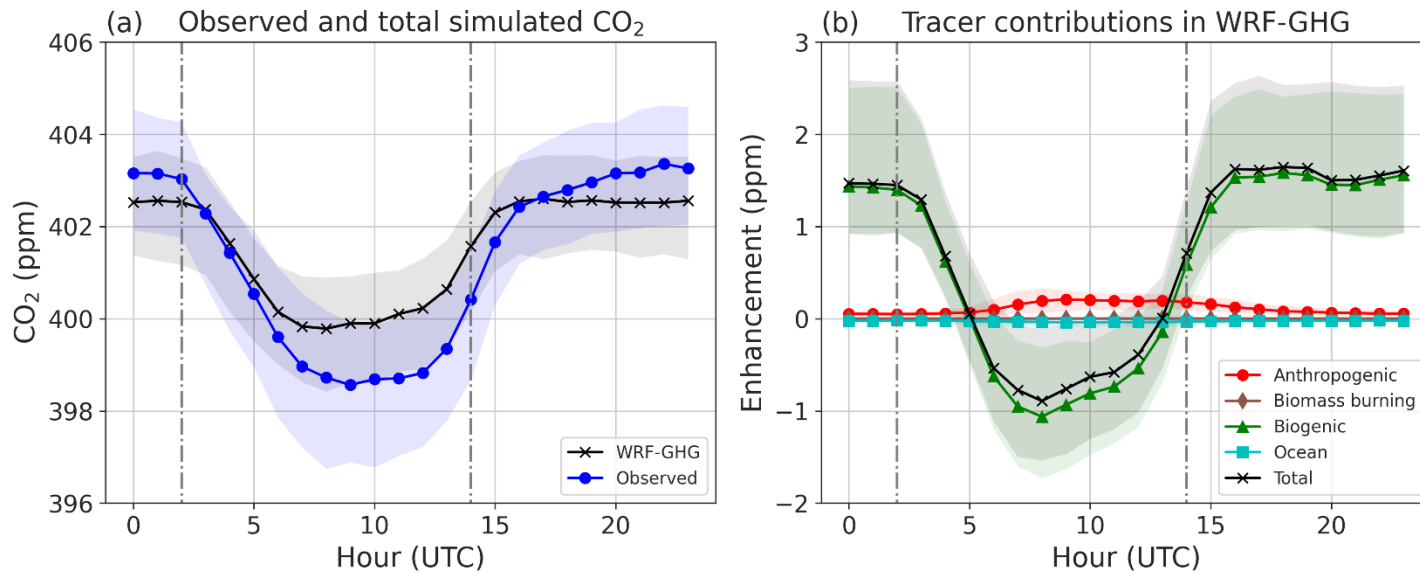 (a) Observed and total simulated CO₂
406
404
402
400
398
396
CO₂ (ppm)
0 5 10 15 20
Hour (UTC)
WRF-GHG
Observed
(b) Tracer contributions in WRF-GHG
3
2
1
0
−1
−2
Enhancement (ppm)
0 5 10 15 20
Hour (UTC)
Anthropogenic
Biomass burning
Biogenic
Ocean
Total